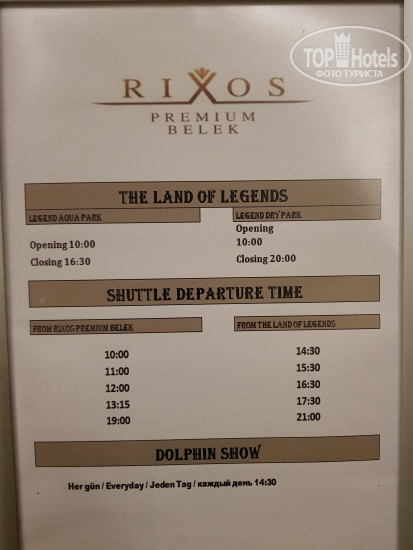 TOP Hotels
ФОТО ТУРИСТА
RIXOS
PREMIUM
BELEK
THE LAND OF LEGENDS
LEGEND AQUA PARK
LEGEND DRY PARK
Opening 10:00
Opening
10:00
Closing 16:30
Closing 20:00
SHUTTLE DEPARTURE TIME
FROM RIXOS PREMIUM BELEK
FROM THE LAND OF LEGENDS
10:00
14:30
11:00
15:30
12:00
16:30
13:15
17:30
19:00
21:00
DOLPHIN SHOW
Her gün / Everyday / Jeden Tag / каждый день 14:30